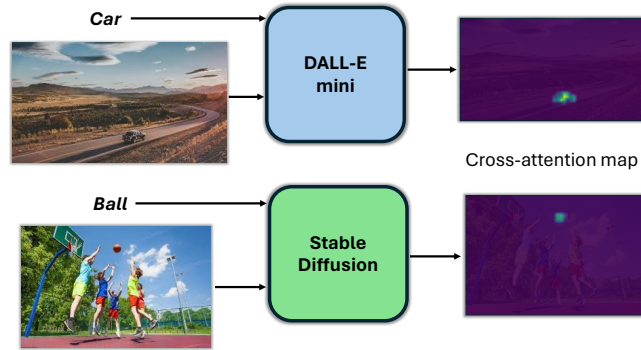 Car
DALL-E
mini
Cross-attention map
Ball
Stable
Diffusion